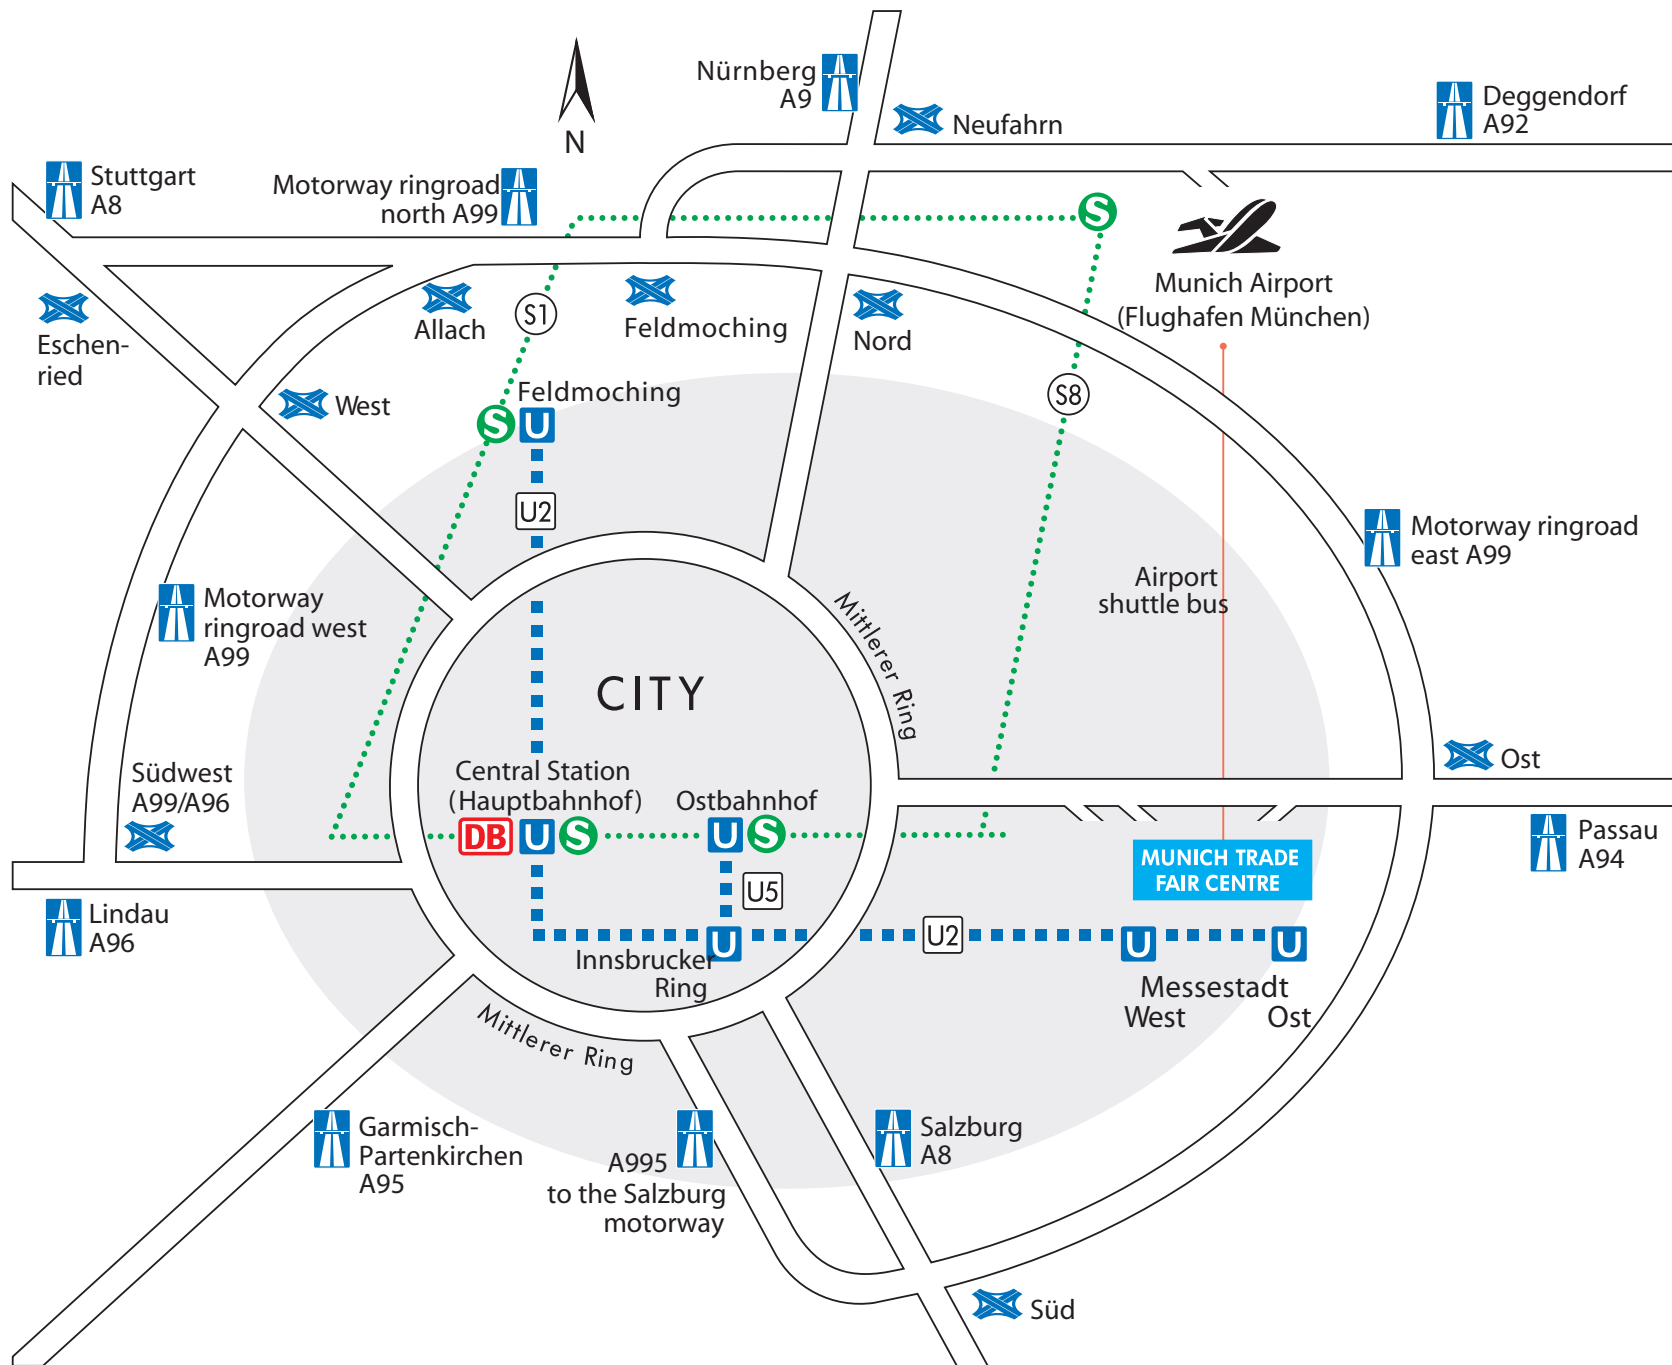 Nürnberg
A9
Neufahrn
Deggendorf
A92
N
Stuttgart
A8
Motorway ringroad
north A99
S
Munich Airport
(Flughafen München)
Eschen-
ried
Allach
S1
Feldmoching
Nord
West
Feldmoching
S U
S8
U2
Motorway ringroad
east A99
Airport
shuttle bus
Motorway
ringroad west
A99
Mittlerer Ring
CITY
Südwest
A99/A96
Central Station
(Hauptbahnhof)
DB U S
Ostbahnhof
U S
Ost
Passau
A94
MUNICH TRADE
FAIR CENTRE
U5
Lindau
A96
U
Innsbrucker
Ring
U2
U
U
Messestadt
West Ost
Mittlerer Ring
Garmisch-
Partenkirchen
A95
A995
to the Salzburg
motorway
Salzburg
A8
Süd